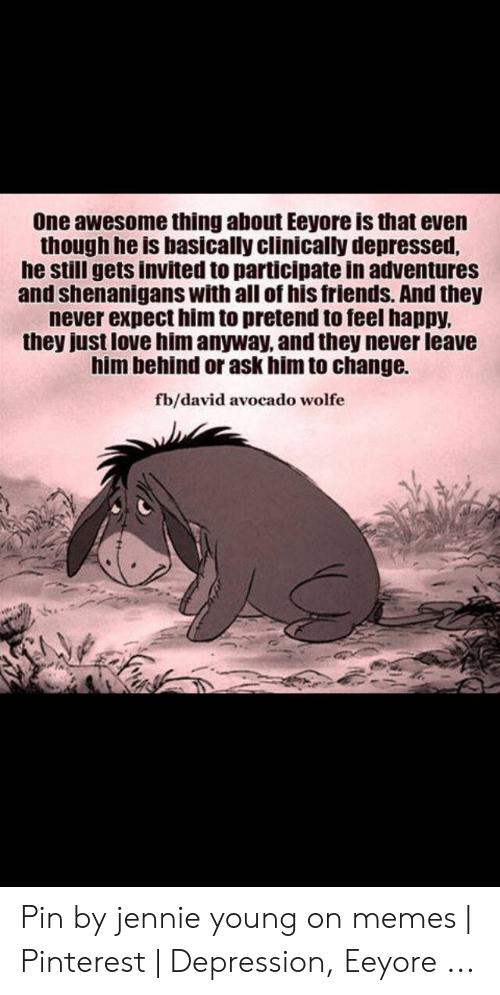 One awesome thing about Eeyore is that even
though he is basically clinically depressed,
he still gets invited to participate in adventures
and shenanigans with all of his friends. And they
never expect him to pretend to feel happy,
they just love him anyway, and they never leave
him behind or ask him to change.
fb/david avocado wolfe
Pin by jennie young on memes |
Pinterest | Depression, Eeyore ...